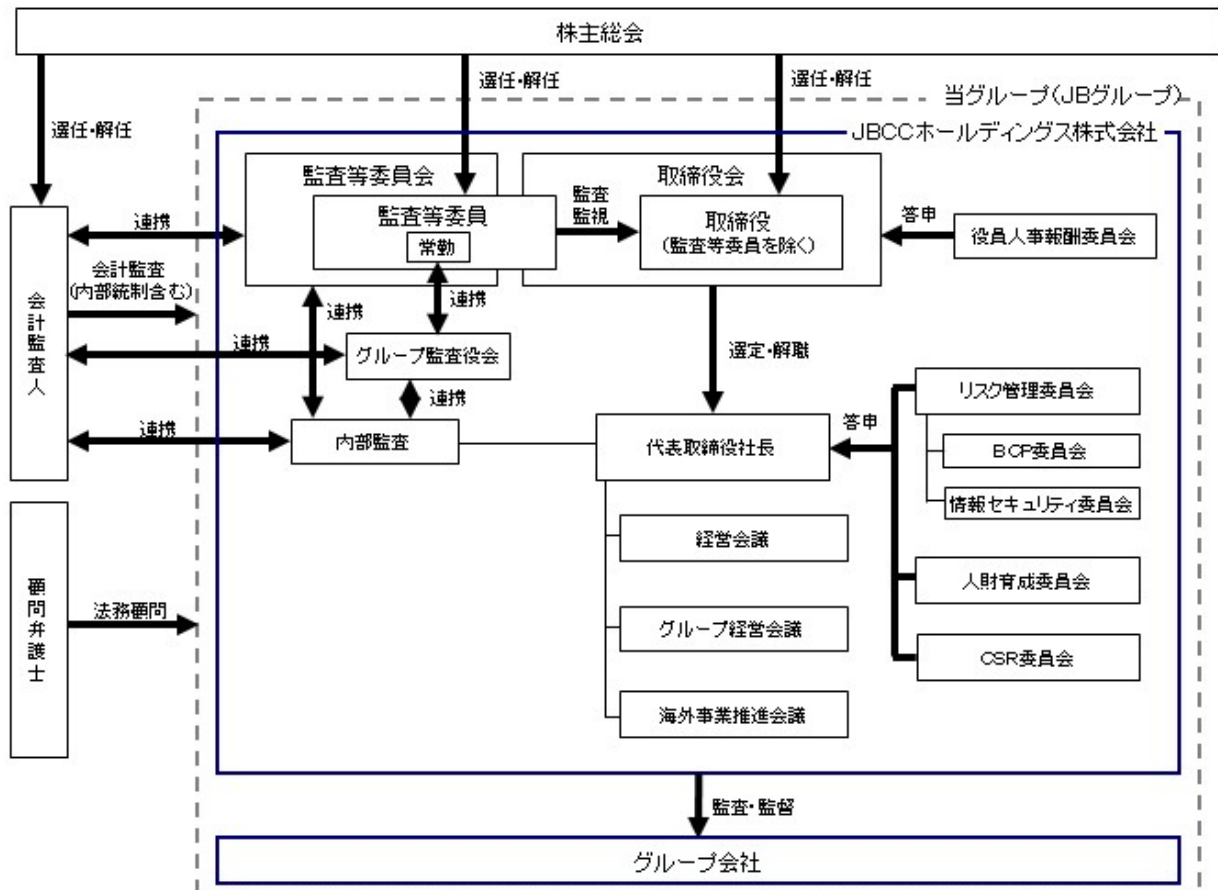 株主総会
選任・解任
選任・解任
選任・解任
当グループ(JBグループ)
JBCCホールディングス株式会社
監査等委員会
取締役会
監査等委員
常勤
監査
監視
取締役
(監査等委員を除く)
答申
役員人事報酬委員会
連携
会計監査
(内部統制含む)
会計監査人
連携
連携
連携
グループ監査役会
選定・解職
連携
連携
内部監査
代表取締役社長
答申
リスク管理委員会
BCP委員会
情報セキュリティ委員会
経営会議
人財育成委員会
顧問弁護士
法務顧問
グループ経営会議
CSR委員会
海外事業推進会議
監査・監督
グループ会社